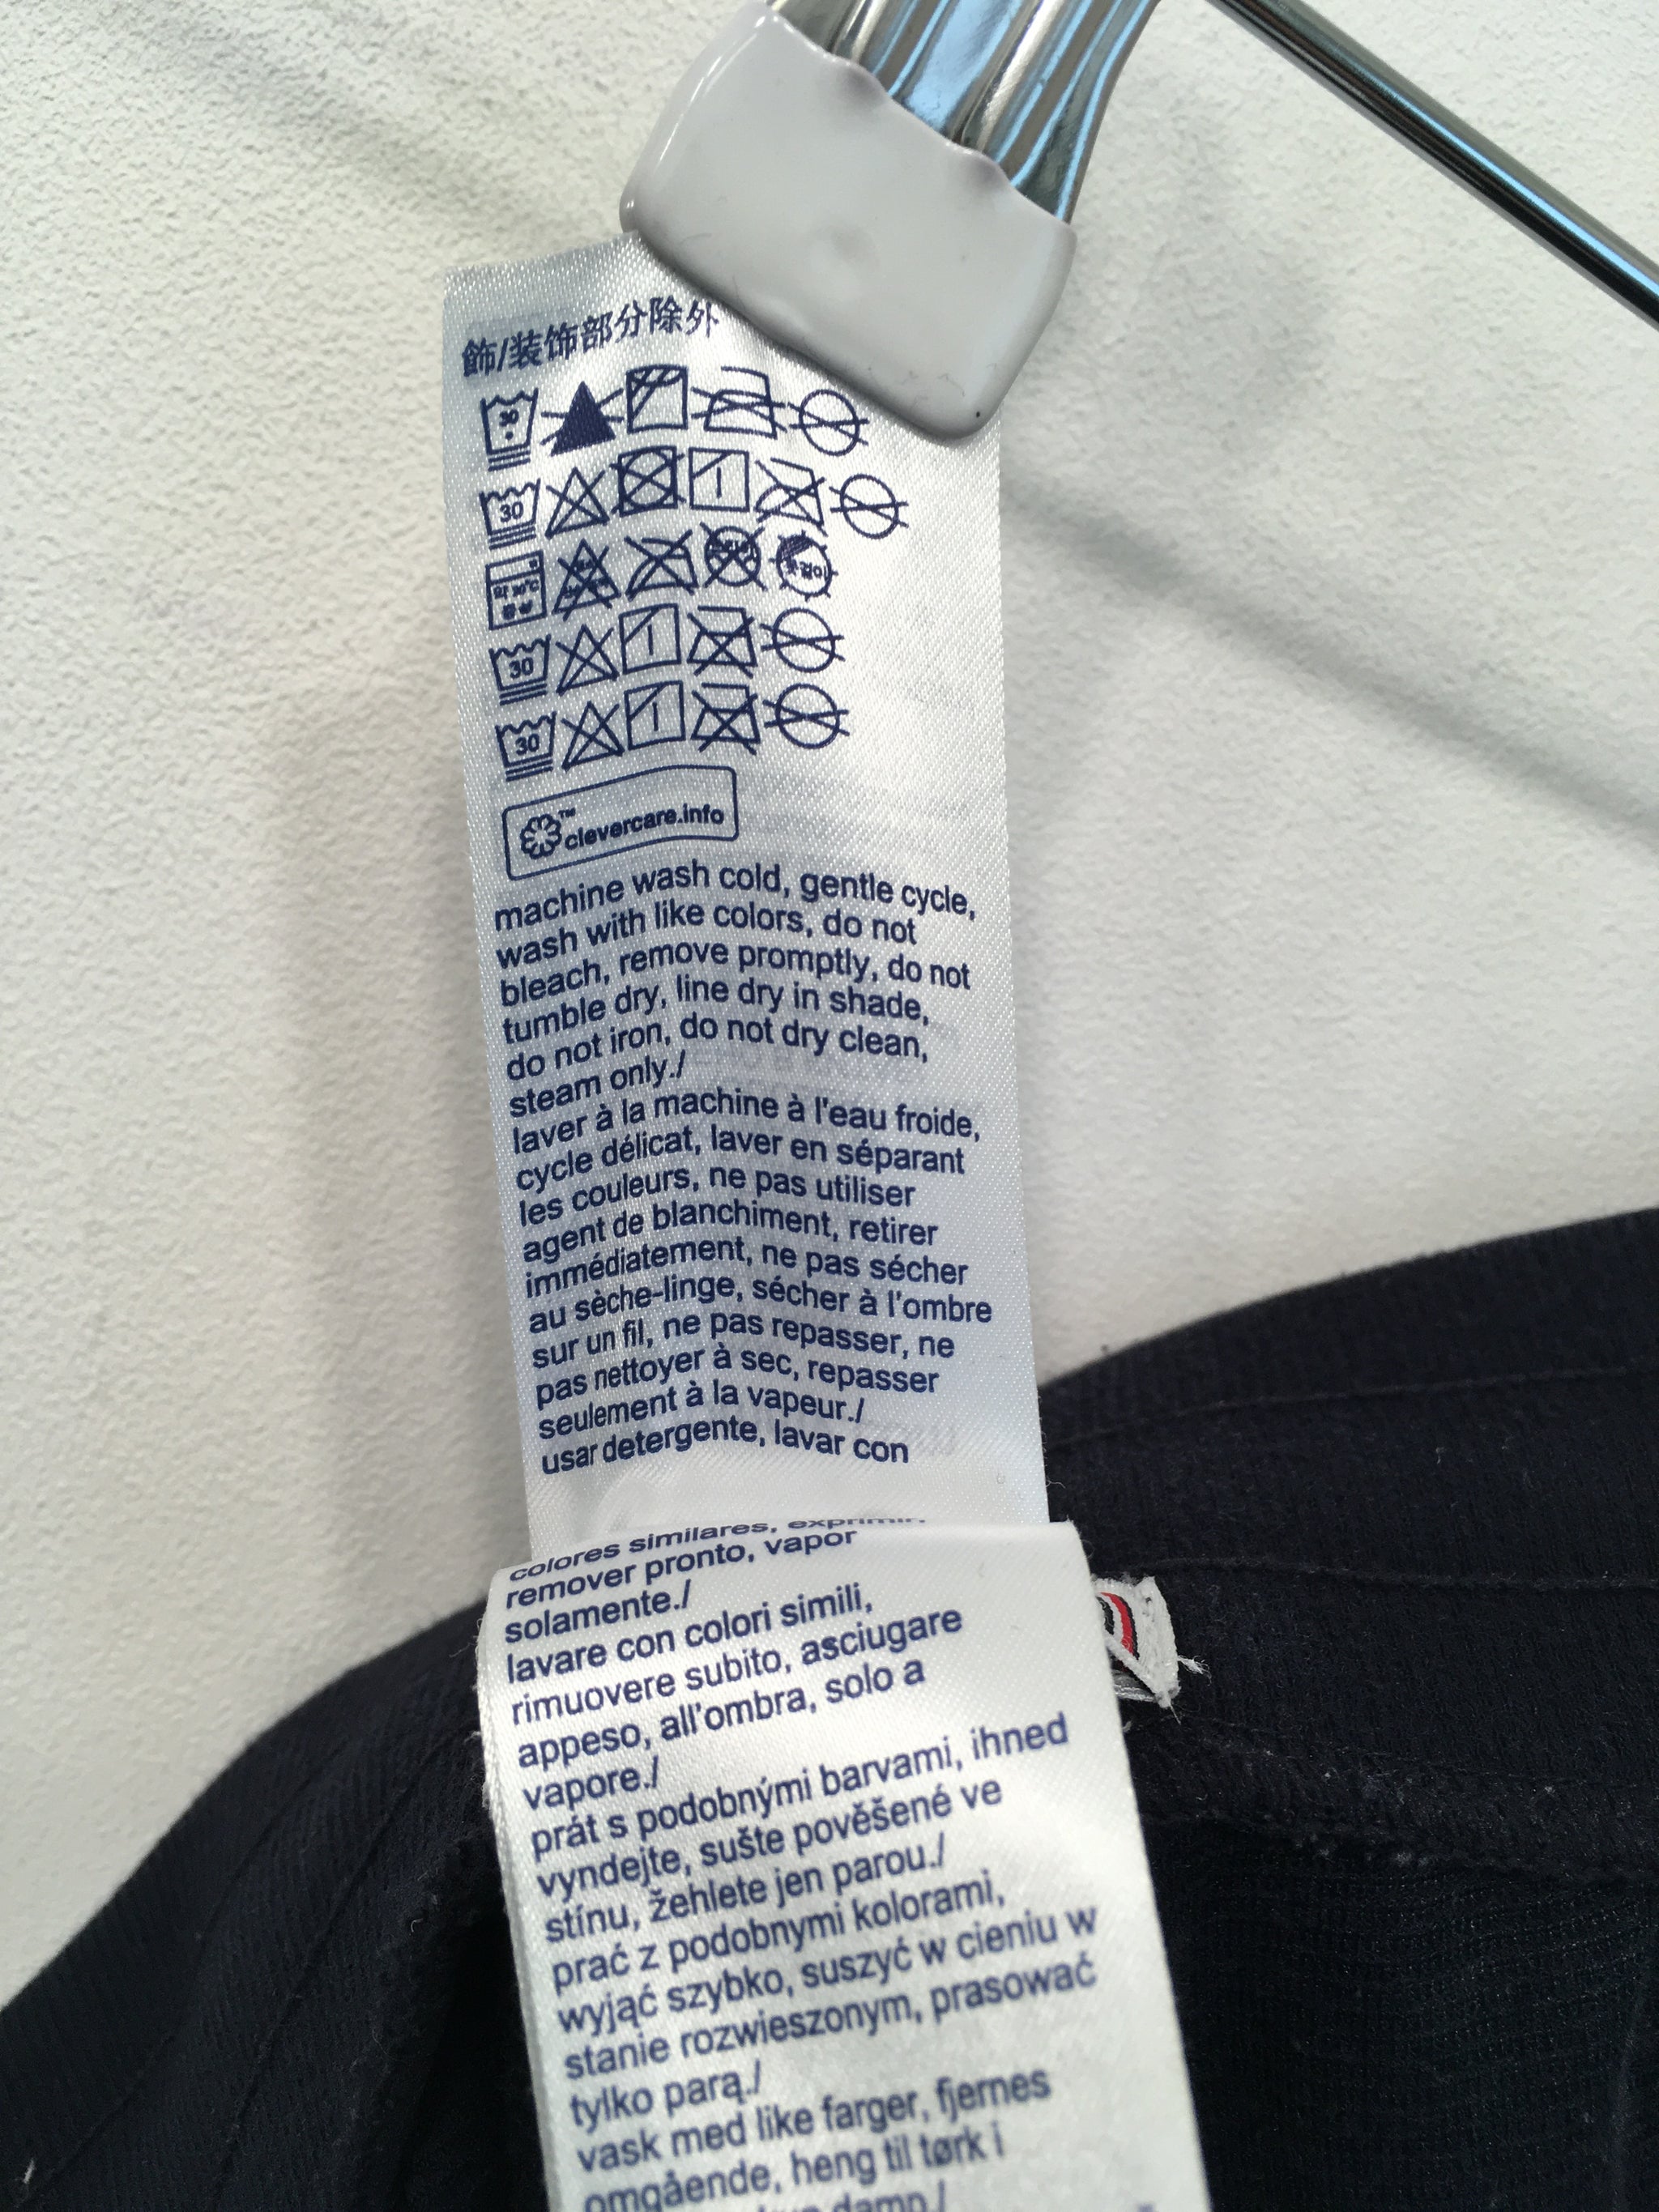 飾/装饰部分除外
30
30
30
30
clevercare.info
machine wash cold, gentle cycle,
wash with like colors, do not
bleach, remove promptly, do not
tumble dry, line dry in shade,
do not iron, do not dry clean,
steam only./
laver à la machine à l'eau froide,
cycle délicat, laver en séparant
les couleurs, ne pas utiliser
agent de blanchiment, retirer
immédiatement, ne pas sécher
au sèche-linge, sécher à l'ombre
sur un fil, ne pas repasser, ne
pas nettoyer à sec, repasser
seulement à la vapeur./
usar detergente, lavar con
colores similares, exprimir,
remover pronto, vapor
solamente./
lavare con colori simili,
rimuovere subito, asciugare
appeso, all'ombra, solo a
vapore./
prát s podobnými barvami, ihned
vyndejte, sušte pověšené ve
stínu, žehlete jen parou./
prać z podobnymi kolorami,
wyjąć szybko, suszyć w cieniu w
stanie rozwieszonym, prasować
tylko parą./
vask med like farger, fjernes
omgående, heng til tørk i
damp./